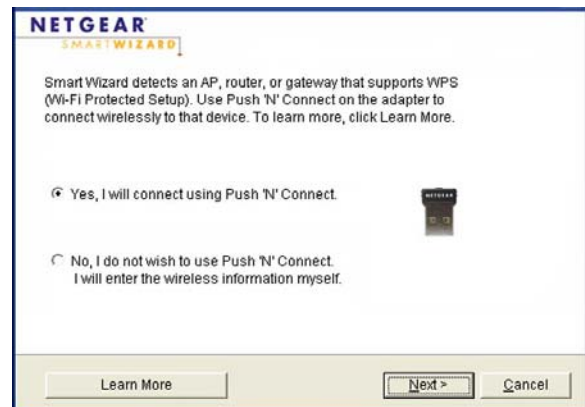 NETGEAR
SMARTWIZARD
Smart Wizard detects an AP, router, or gateway that supports WPS
(Wi-Fi Protected Setup). Use Push 'N' Connect on the adapter to
connect wirelessly to that device. To learn more, click Learn More.
Yes, I will connect using Push 'N' Connect.
NETGEAR
No, I do not wish to use Push 'N' Connect.
I will enter the wireless information myself.
Learn More
Next >
Cancel